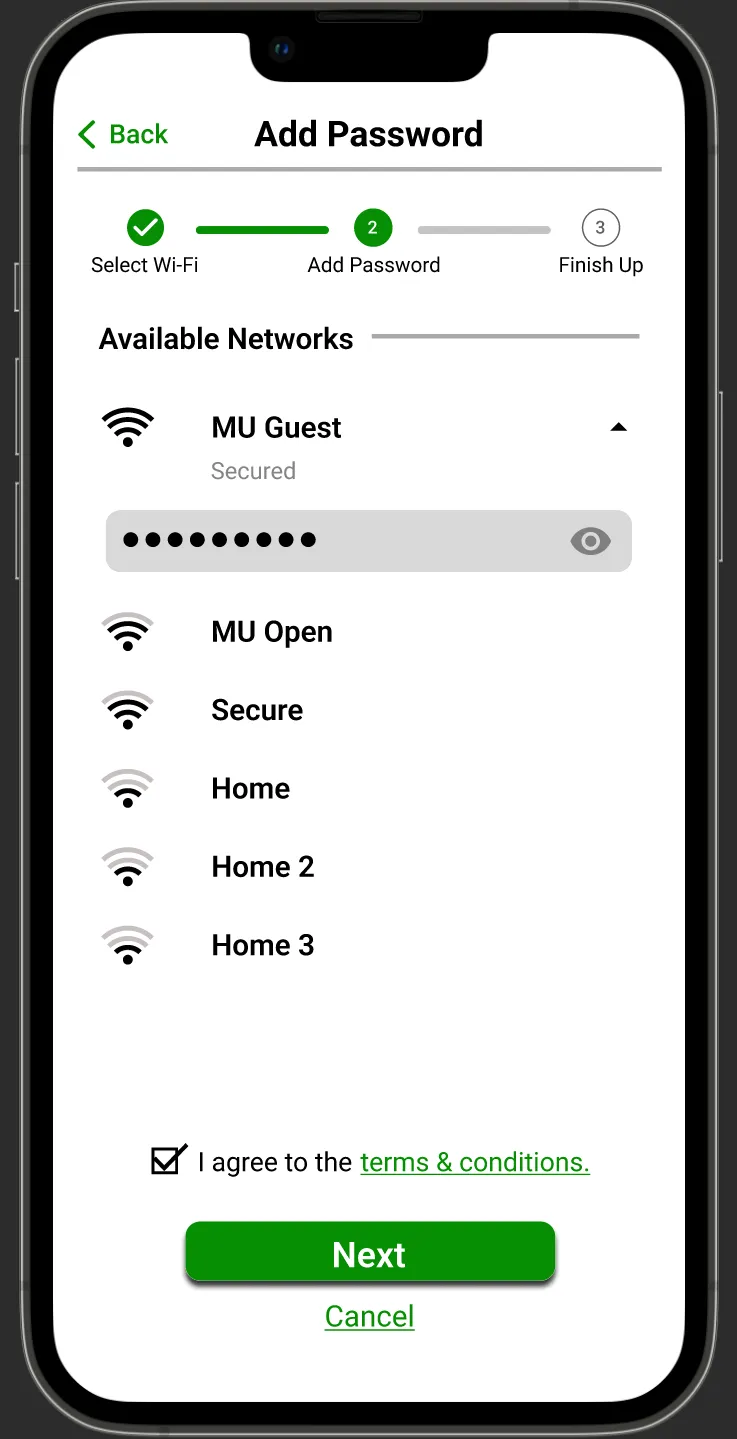 Back
Add Password
2
3
Select Wi-Fi
Add Password
Finish Up
Available Networks
MU Guest
Secured
MU Open
Secure
Home
Home 2
Home 3
I agree to the terms & conditions.
Next
Cancel